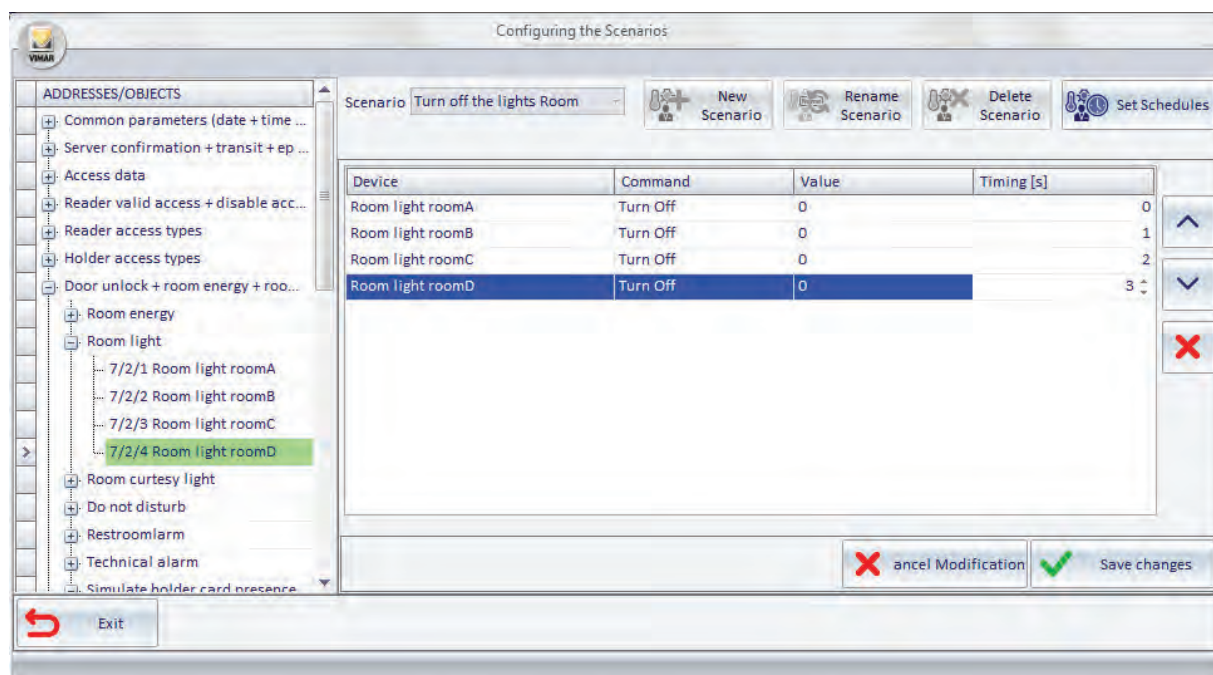 Configuring the Scenarios
VIMAR
ADDRESSES/OBJECTS
Common parameters (date + time ...
Server confirmation + transit + ep ...
Access data
Reader valid access + disable acc...
Reader access types
Holder access types
Door unlock + room energy + roo...
Room energy
Room light
7/2/1 Room light roomA
7/2/2 Room light roomB
7/2/3 Room light roomC
7/2/4 Room light roomD
Room curtesy light
Do not disturb
Restroomlarm
Technical alarm
Simulate holder card presence
Scenario Turn off the lights Room
New Scenario
Rename Scenario
Delete Scenario
Set Schedules
Device Command Value Timing [s]
Room light roomA Turn Off 0 0
Room light roomB Turn Off 0 1
Room light roomC Turn Off 0 2
Room light roomD Turn Off 0 3
ancel Modification
Save changes
Exit